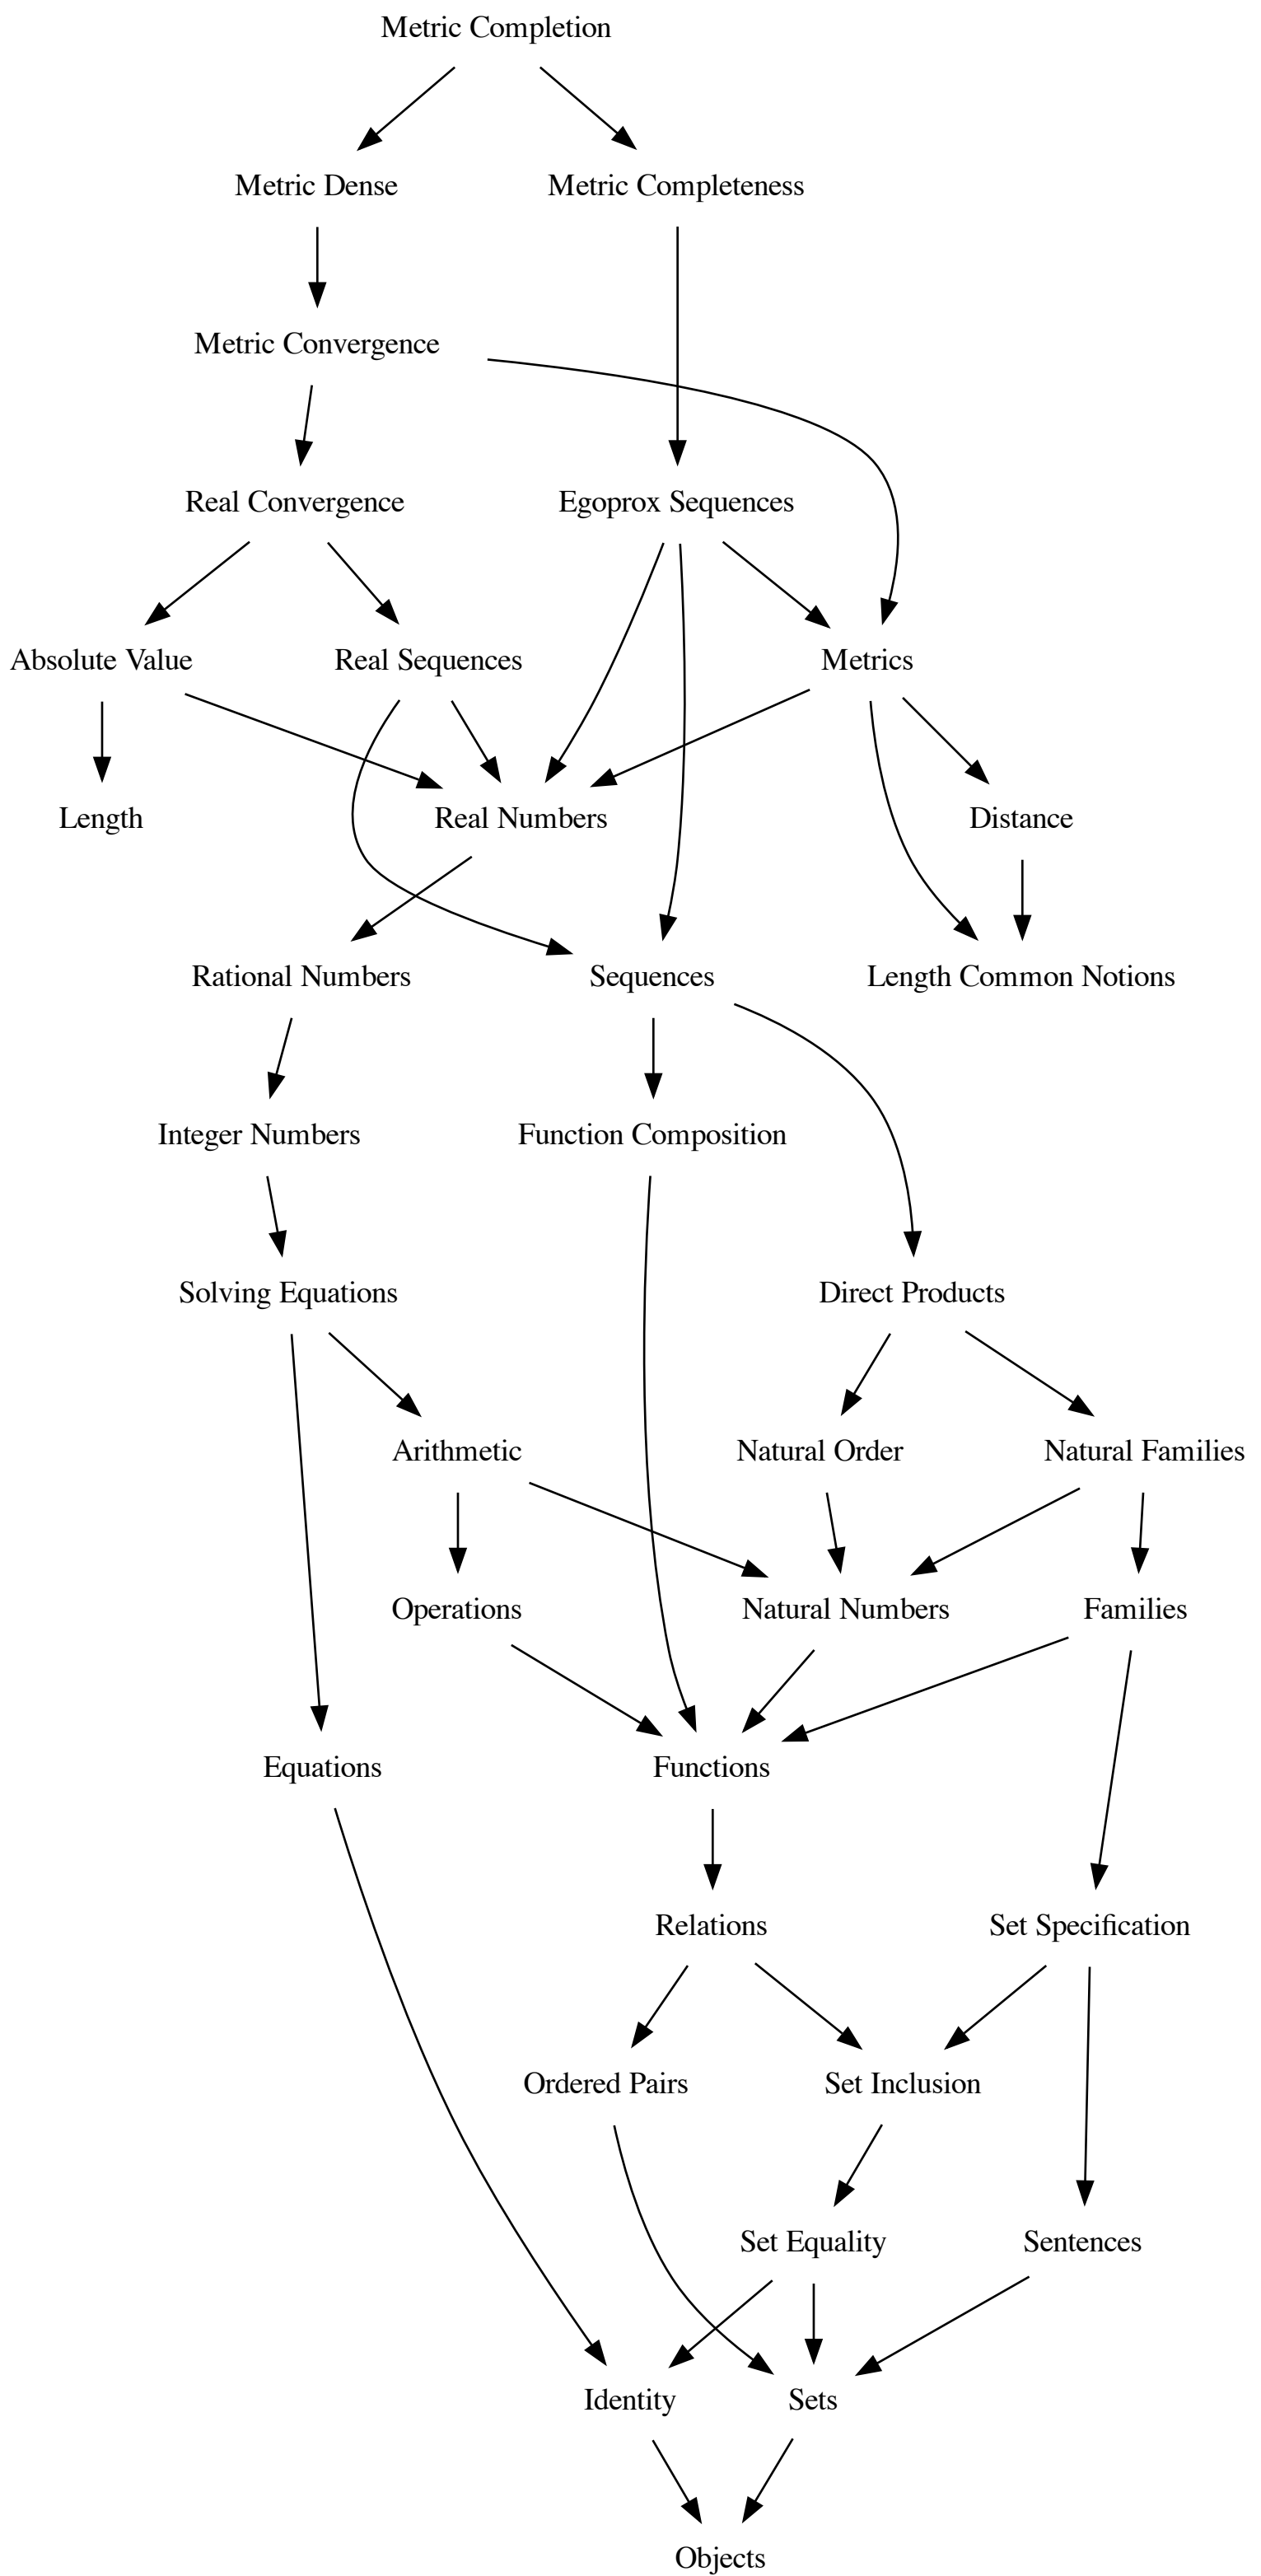 Metric Completion
Metric Dense
Metric Completeness
Metric Convergence
Real Convergence
Egoprox Sequences
Absolute Value
Real Sequences
Metrics
Length
Real Numbers
Distance
Rational Numbers
Sequences
Length Common Notions
Integer Numbers
Function Composition
Solving Equations
Direct Products
Arithmetic
Natural Order
Natural Families
Operations
Natural Numbers
Families
Equations
Functions
Relations
Set Specification
Ordered Pairs
Set Inclusion
Set Equality
Sentences
Identity
Sets
Objects